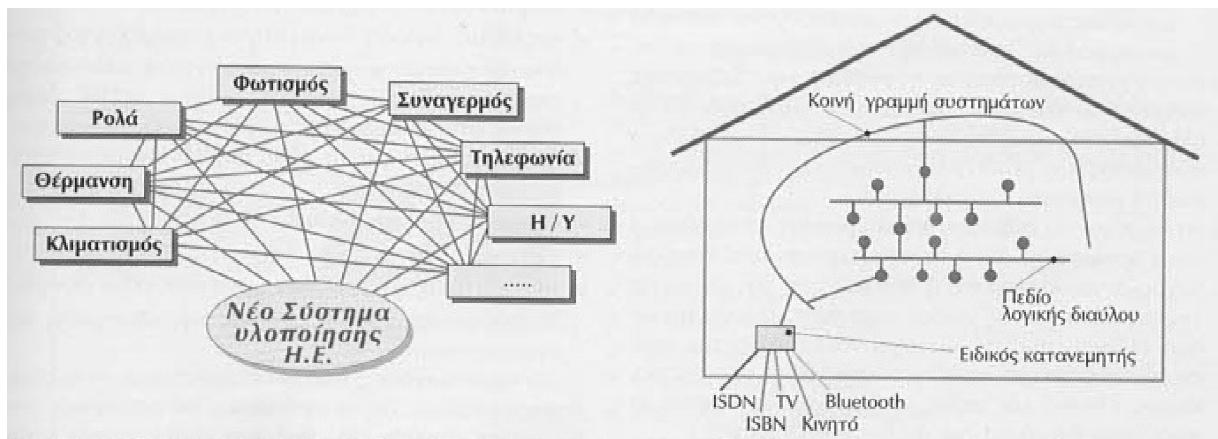 Φωτισμός
Συναγερμός
Ρολά
Τηλεφωνία
Θέρμανση
Η / Υ
Κλιματισμός
.....
Νέο Σύστημα
υλοποίησης
Η.Ε.
Κοινή γραμμή συστημάτων
Πεδίο
λογικής διαύλου
Ειδικός κατανεμητής
ISDN TV Bluetooth
ISBN Κινητό